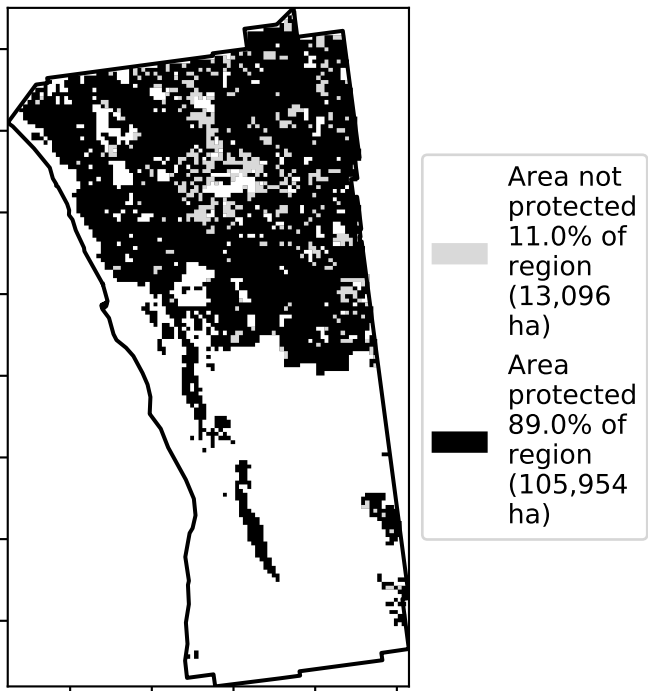 Area not
protected
11.0% of
region
(13,096
ha)
Area
protected
89.0% of
region
(105,954
ha)